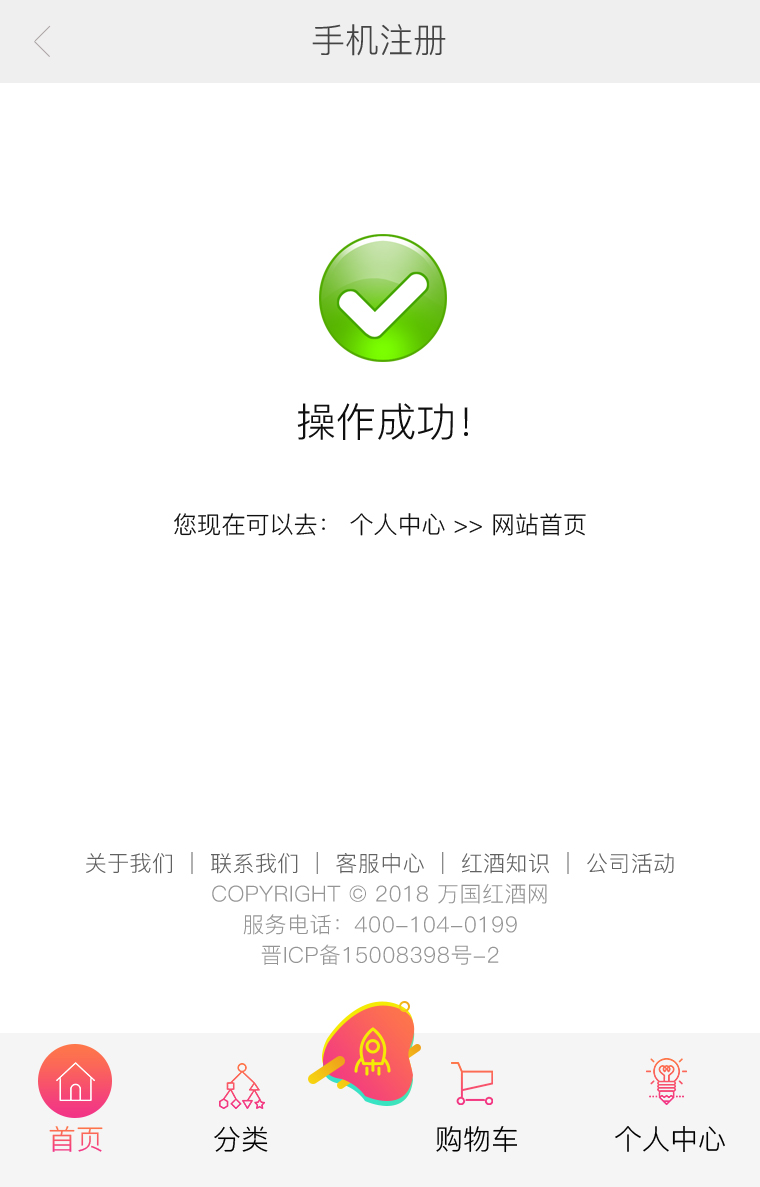 手机注册
操作成功！
您现在可以去： 个人中心 >> 网站首页
关于我们 | 联系我们 | 客服中心 | 红酒知识 | 公司活动
COPYRIGHT © 2018 万国红酒网
服务电话：400-104-0199
晋ICP备15008398号-2
首页 分类 购物车 个人中心